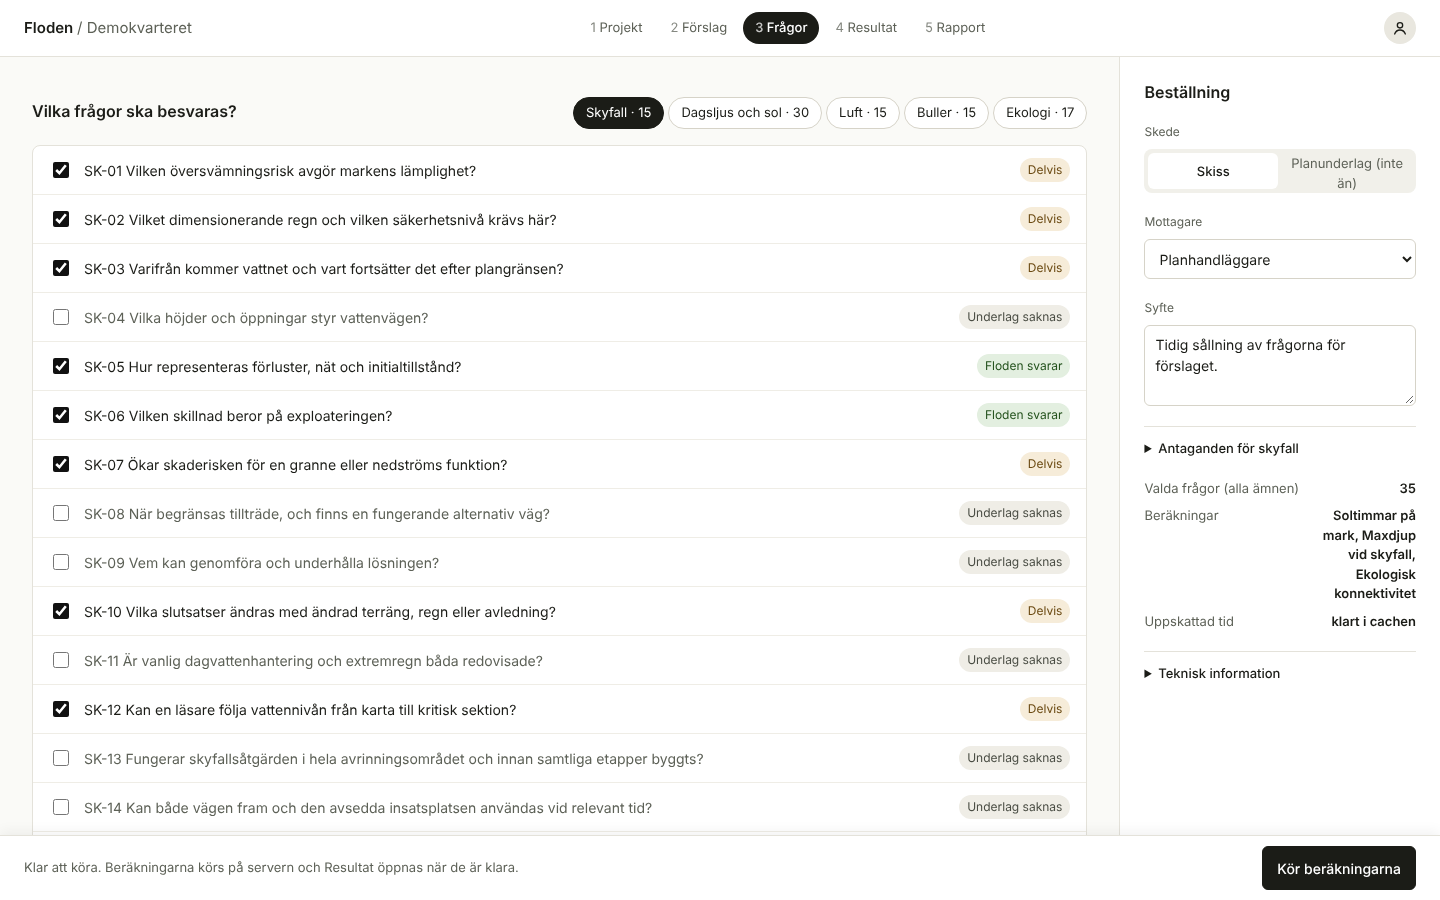 Floden / Demokvarteret
1 Projekt
2 Förslag
3 Frågor
4 Resultat
5 Rapport
Vilka frågor ska besvaras?
Skyfall · 15
Dagsljus och sol · 30
Luft · 15
Buller · 15
Ekologi · 17
SK-01 Vilken översvämningsrisk avgör markens lämplighet? Delvis
SK-02 Vilket dimensionerande regn och vilken säkerhetsnivå krävs här? Delvis
SK-03 Varifrån kommer vattnet och vart fortsätter det efter plangränsen? Delvis
SK-04 Vilka höjder och öppningar styr vattenvägen? Underlag saknas
SK-05 Hur representeras förluster, nät och initialtillstånd? Floden svarar
SK-06 Vilken skillnad beror på exploateringen? Floden svarar
SK-07 Ökar skaderisken för en granne eller nedströms funktion? Delvis
SK-08 När begränsas tillträde, och finns en fungerande alternativ väg? Underlag saknas
SK-09 Vem kan genomföra och underhålla lösningen? Underlag saknas
SK-10 Vilka slutsatser ändras med ändrad terräng, regn eller avledning? Delvis
SK-11 Är vanlig dagvattenhantering och extremregn båda redovisade? Underlag saknas
SK-12 Kan en läsare följa vattennivån från karta till kritisk sektion? Delvis
SK-13 Fungerar skyfallsåtgärden i hela avrinningsområdet och innan samtliga etapper byggts? Underlag saknas
SK-14 Kan både vägen fram och den avsedda insatsplatsen användas vid relevant tid? Underlag saknas
Beställning
Skede
Skiss
Planunderlag (inte
än)
Mottagare
Planhandläggare
Syfte
Tidig sållning av frågorna för
förslaget.
Antaganden för skyfall
Valda frågor (alla ämnen) 35
Beräkningar Soltimmar på
mark, Maxdjup
vid skyfall,
Ekologisk
konnektivitet
Uppskattad tid klart i cachen
Teknisk information
Klar att köra. Beräkningarna körs på servern och Resultat öppnas när de är klara.
Kör beräkningarna